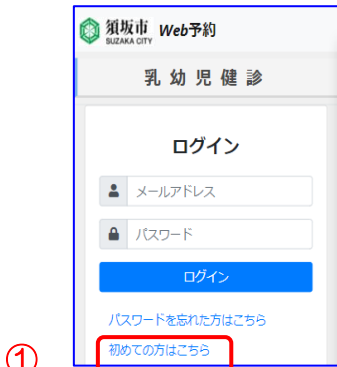 須坂市 Web予約
SUZAKA CITY
乳幼児健診
ログイン
メールアドレス
パスワード
ログイン
パスワードを忘れた方はこちら
初めての方はこちら
①